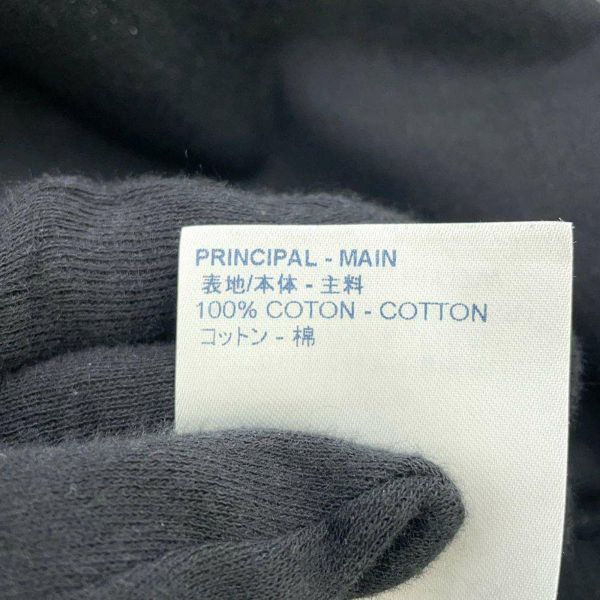 PRINCIPAL - MAIN
表地/本体 - 主料
100% COTON - COTTON
コットン - 棉